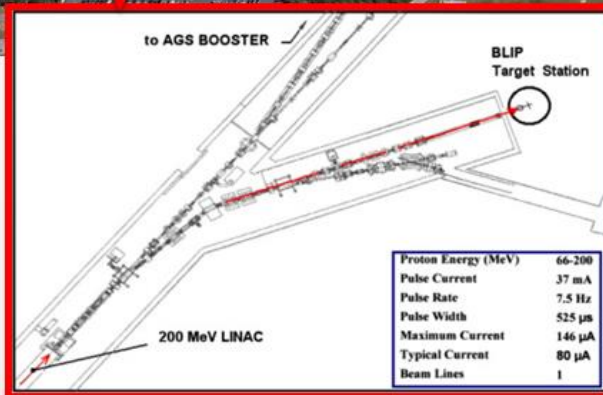 to AGS BOOSTER
BLIP
Target Station
200 MeV LINAC
Proton Energy (MeV) 66-200
Pulse Current 37 mA
Pulse Rate 7.5 Hz
Pulse Width 525 µs
Maximum Current 146 µA
Typical Current 80 µA
Beam Lines 1